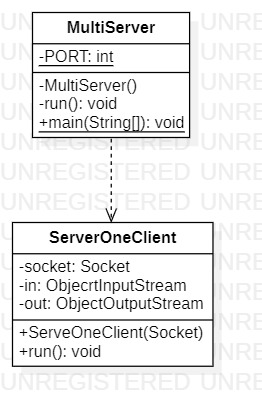 MultiServer
-PORT: int
-MultiServer()
-run(): void
+main(String[]): void
ServerOneClient
-socket: Socket
-in: ObjecrtInputStream
-out: ObjectOutputStream
+ServeOneClient(Socket)
+run(): void
UNREGISTERED UNREGISTERED